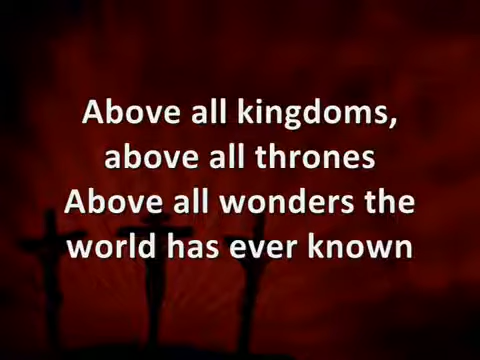 Above all kingdoms,
above all thrones
Above all wonders the
world has ever known